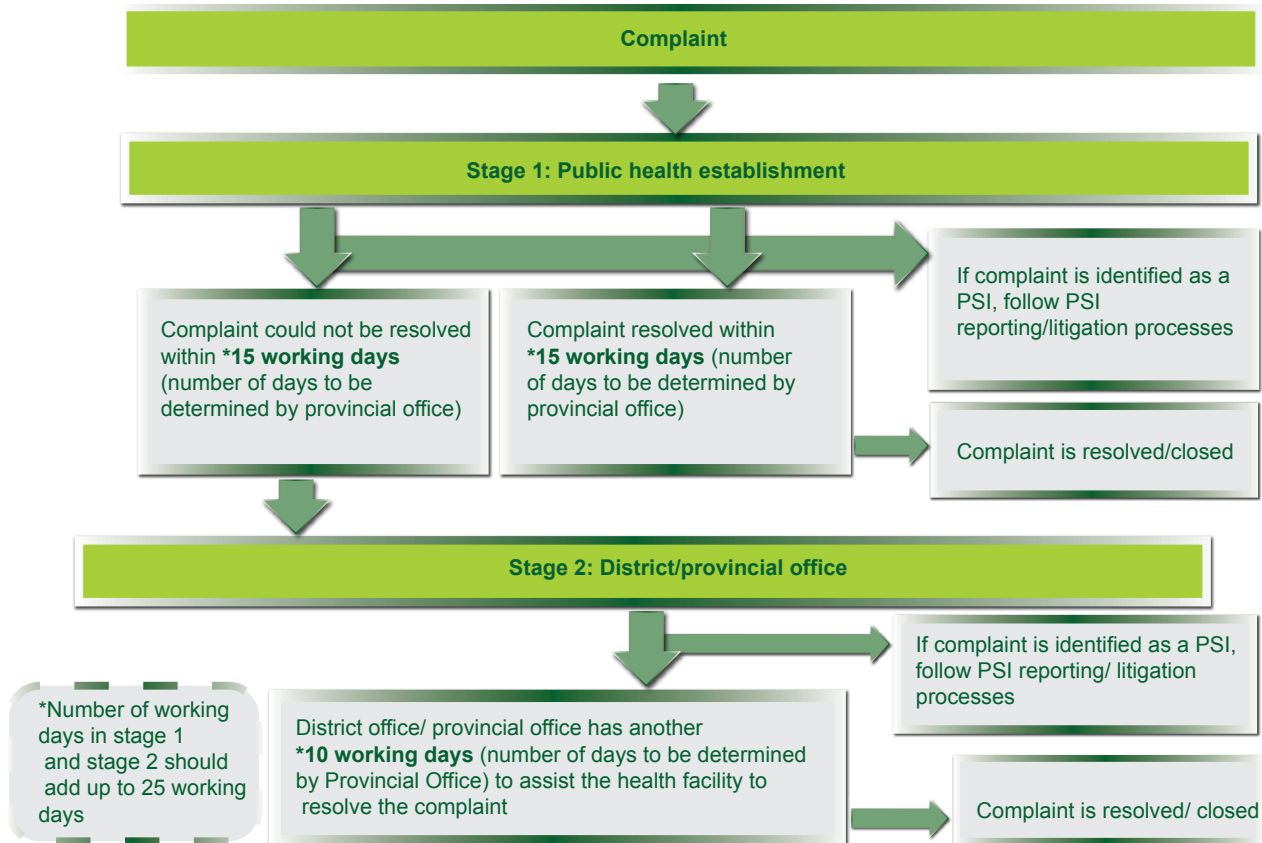 Complaint
Stage 1: Public health establishment
If complaint is identified as a
PSI, follow PSI
reporting/litigation processes
Complaint could not be resolved
within *15 working days
(number of days to be
determined by provincial office)
Complaint resolved within
*15 working days (number
of days to be determined by
provincial office)
Complaint is resolved/closed
Stage 2: District/provincial office
If complaint is identified as a PSI,
follow PSI reporting/ litigation
processes
*Number of working
days in stage 1
and stage 2 should
add up to 25 working
days
District office/ provincial office has another
*10 working days (number of days to be determined
by Provincial Office) to assist the health facility to
resolve the complaint
Complaint is resolved/ closed